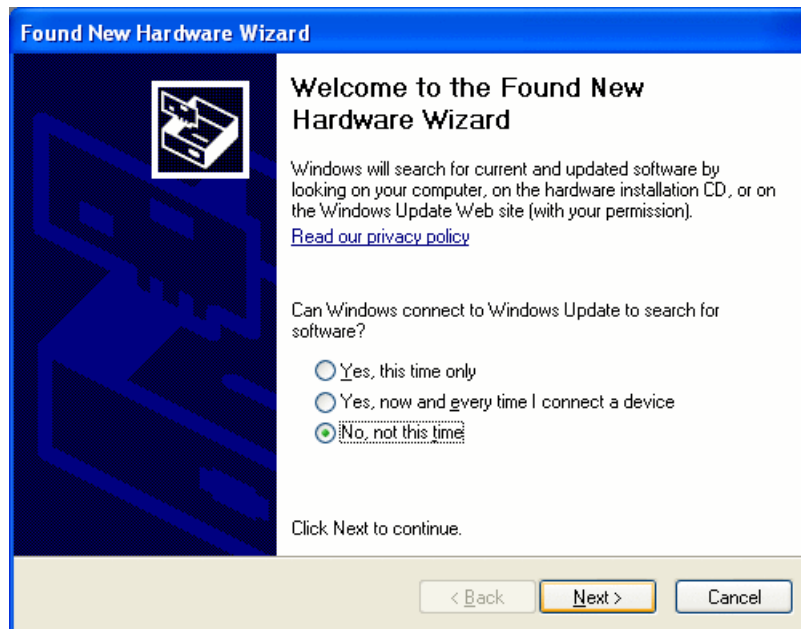 Found New Hardware Wizard
Welcome to the Found New
Hardware Wizard
Windows will search for current and updated software by
looking on your computer, on the hardware installation CD, or on
the Windows Update Web site (with your permission).
Read our privacy policy
Can Windows connect to Windows Update to search for
software?
Yes, this time only
Yes, now and every time I connect a device
No, not this time
Click Next to continue.
< Back Next > Cancel